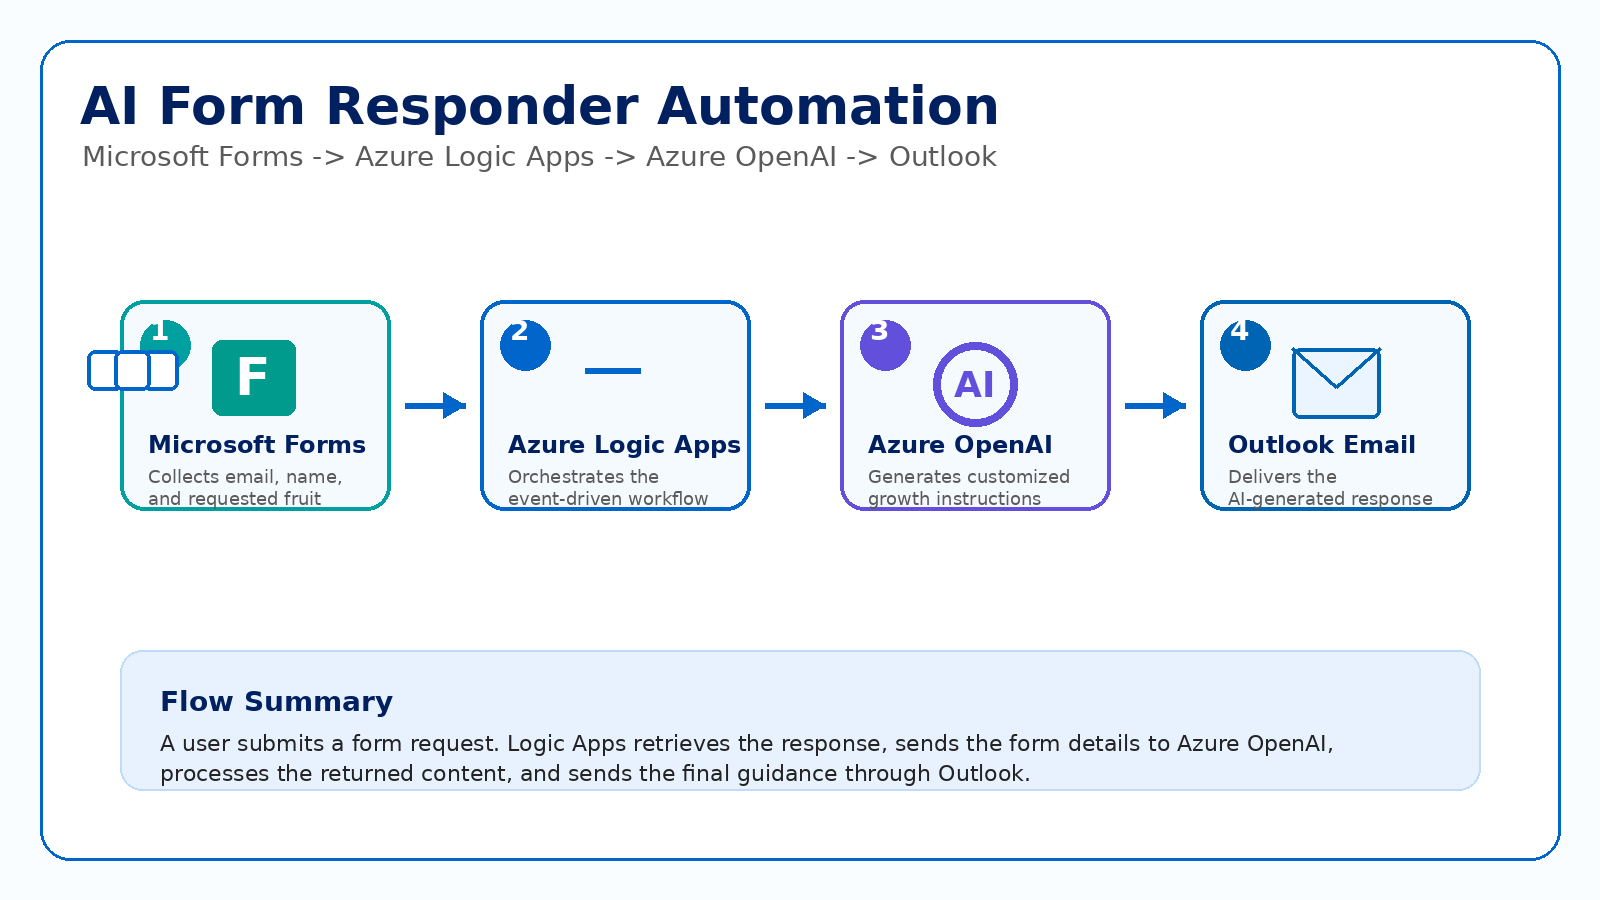 AI Form Responder Automation
Microsoft Forms -> Azure Logic Apps -> Azure OpenAI -> Outlook
1
F
Microsoft Forms
Collects email, name,
and requested fruit
2
Azure Logic Apps
Orchestrates the
event-driven workflow
3
AI
Azure OpenAI
Generates customized
growth instructions
4
Outlook Email
Delivers the
AI-generated response
Flow Summary
A user submits a form request. Logic Apps retrieves the response, sends the form details to Azure OpenAI,
processes the returned content, and sends the final guidance through Outlook.